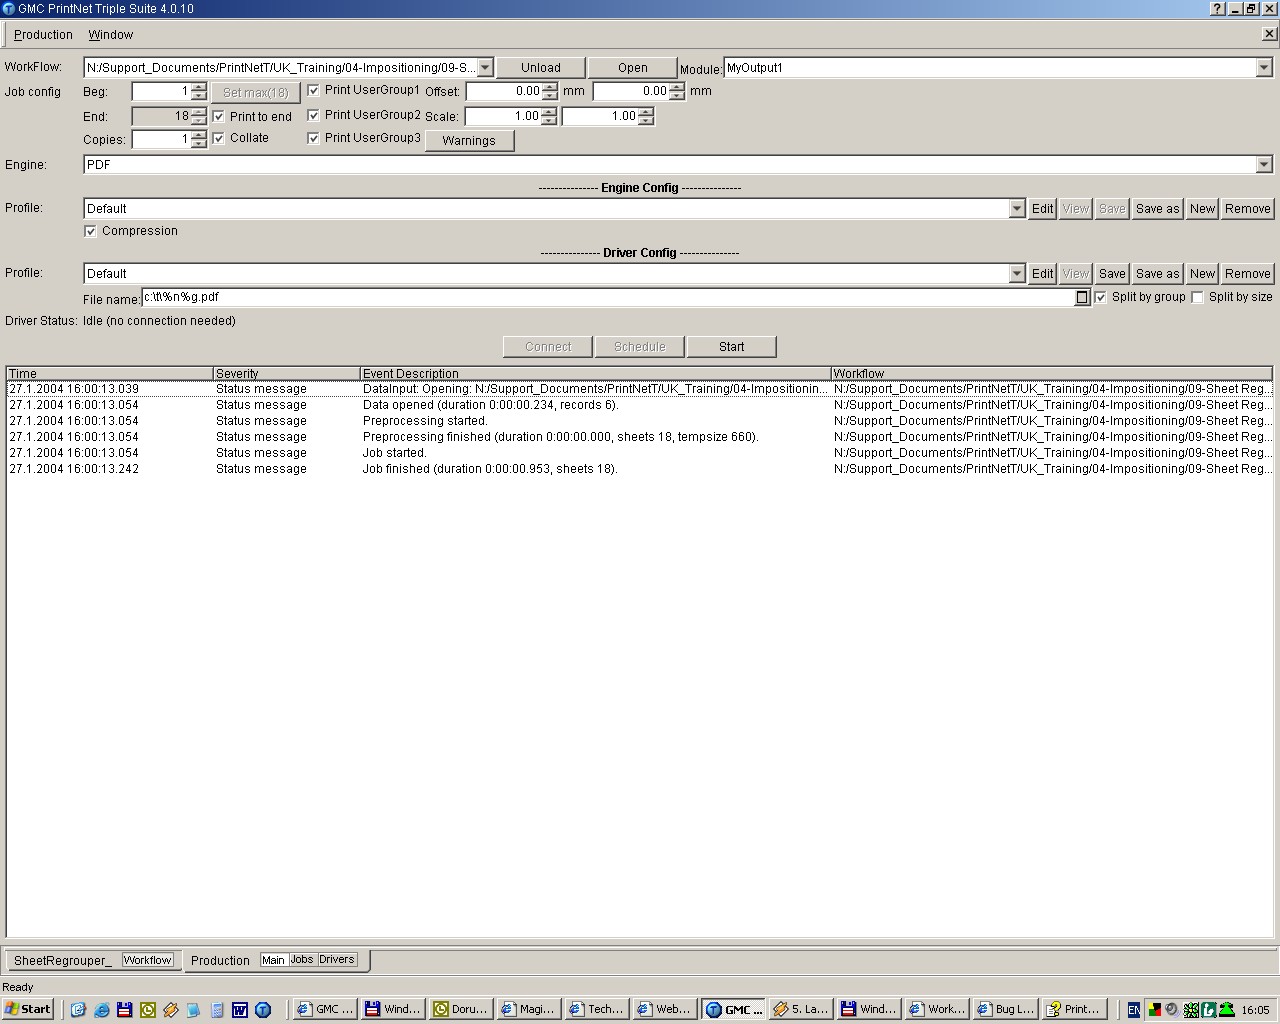 GMC PrintNet Triple Suite 4.0.10
Production Window
WorkFlow: N:/Support_Documents/PrintNetT/UK_Training/04-Impositioning/09-S... Unload Open Module: MyOutput1
Job config Beg: 1 Set max(18) Print UserGroup1 Offset: 0.00 mm 0.00 mm
End: 18 Print to end Print UserGroup2 Scale: 1.00 1.00
Copies: 1 Collate Print UserGroup3 Warnings
Engine: PDF
--------------- Engine Config ---------------
Profile: Default Edit View Save Save as New Remove
Compression
--------------- Driver Config ---------------
Profile: Default Edit View Save Save as New Remove
File name: c:\t\%n%g.pdf Split by group Split by size
Driver Status: Idle (no connection needed)
Connect Schedule Start
Time Severity Event Description Workflow
27.1.2004 16:00:13.039 Status message DataInput: Opening: N:/Support_Documents/PrintNetT/UK_Training/04-Impositionin... N:/Support_Documents/PrintNetT/UK_Training/04-Impositioning/09-Sheet Reg...
27.1.2004 16:00:13.054 Status message Data opened (duration 0:00:00.234, records 6). N:/Support_Documents/PrintNetT/UK_Training/04-Impositioning/09-Sheet Reg...
27.1.2004 16:00:13.054 Status message Preprocessing started. N:/Support_Documents/PrintNetT/UK_Training/04-Impositioning/09-Sheet Reg...
27.1.2004 16:00:13.054 Status message Preprocessing finished (duration 0:00:00.000, sheets 18, tempsize 660). N:/Support_Documents/PrintNetT/UK_Training/04-Impositioning/09-Sheet Reg...
27.1.2004 16:00:13.054 Status message Job started. N:/Support_Documents/PrintNetT/UK_Training/04-Impositioning/09-Sheet Reg...
27.1.2004 16:00:13.242 Status message Job finished (duration 0:00:00.953, sheets 18). N:/Support_Documents/PrintNetT/UK_Training/04-Impositioning/09-Sheet Reg...
SheetRegrouper_ Workflow Production Main Jobs Drivers
Ready
Start GMC ... Wind... Doru... Magi... Tech... Web... GMC ... 5. La... Wind... Work... Bug L... Print... EN 16:05